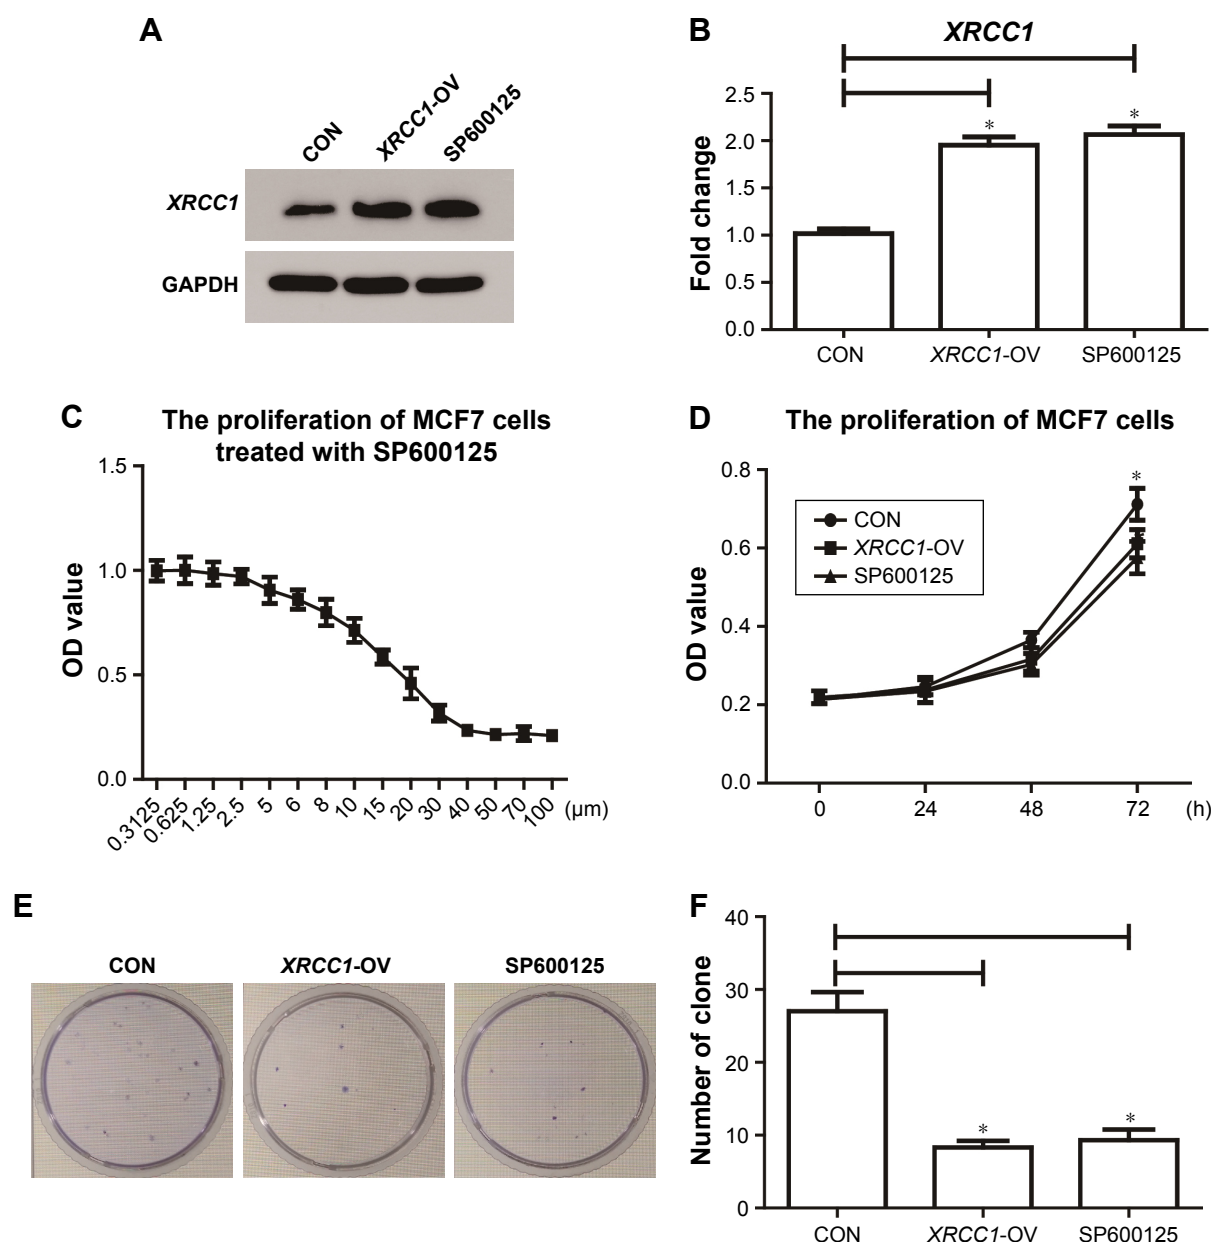 A
CON
XRCC1-OV
SP600125
XRCC1
GAPDH
B
XRCC1
Fold change
2.5
2.0
1.5
1.0
0.5
0.0
*
*
CON
XRCC1-OV
SP600125
C
The proliferation of MCF7 cells
treated with SP600125
OD value
1.5
1.0
0.5
0.0
0.3125
0.625
1.25
2.5
5
6
8
10
15
20
30
40
50
70
100
(µm)
D
The proliferation of MCF7 cells
OD value
0.8
0.6
0.4
0.2
0.0
CON
XRCC1-OV
SP600125
*
0
24
48
72
(h)
E
CON
XRCC1-OV
SP600125
F
Number of clone
40
30
20
10
0
*
*
CON
XRCC1-OV
SP600125